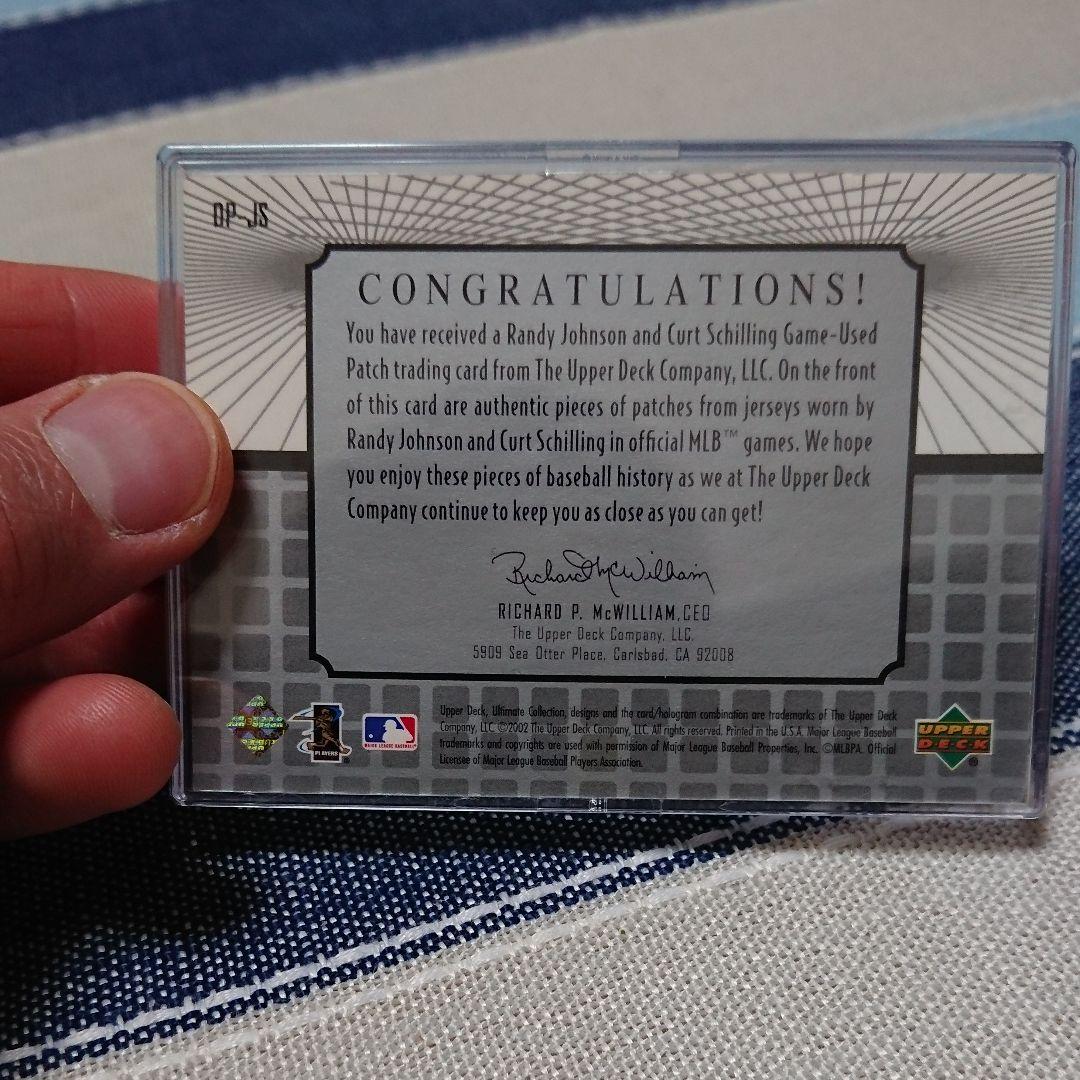 DP-JS
CONGRATULATIONS!
You have received a Randy Johnson and Curt Schilling Game-Used
Patch trading card from The Upper Deck Company, LLC. On the front
of this card are authentic pieces of patches from jerseys worn by
Randy Johnson and Curt Schilling in official MLB™ games. We hope
you enjoy these pieces of baseball history as we at The Upper Deck
Company continue to keep you as close as you can get!
Richard McWilliam
RICHARD P. McWILLIAM, CEO
The Upper Deck Company, LLC.
5909 Sea Otter Place, Carlsbad, CA 92008
Upper Deck, Ultimate Collection, designs and the card/hologram combination are trademarks of The Upper Deck
Company, LLC. ©2002 The Upper Deck Company, LLC. All rights reserved. Printed in the U.S.A. Major League Baseball
trademarks and copyrights are used with permission of Major League Baseball Properties, Inc. ©MLBPA. Official
Licensee of Major League Baseball Players Association.
PLAYERS
MAJOR LEAGUE BASEBALL
UPPER
DECK®